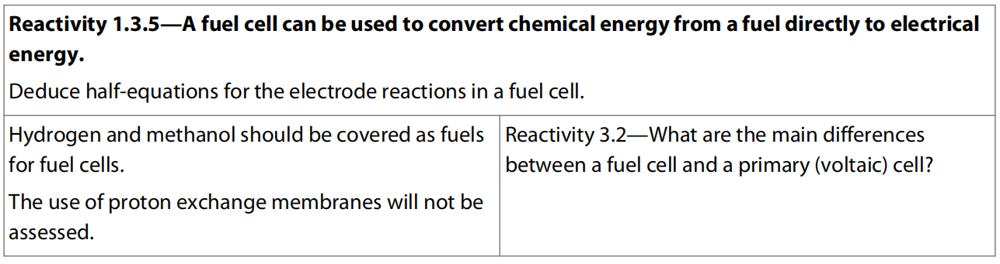 Reactivity 1.3.5—A fuel cell can be used to convert chemical energy from a fuel directly to electrical
energy.
Deduce half-equations for the electrode reactions in a fuel cell.
Hydrogen and methanol should be covered as fuels
for fuel cells.
The use of proton exchange membranes will not be
assessed.
Reactivity 3.2—What are the main differences
between a fuel cell and a primary (voltaic) cell?